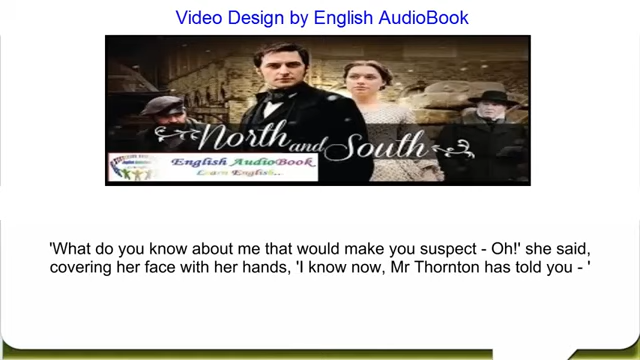 Video Design by English AudioBook
North and South
English AudioBook
Learn English...
'What do you know about me that would make you suspect - Oh!' she said,
covering her face with her hands, 'I know now, Mr Thornton has told you - '